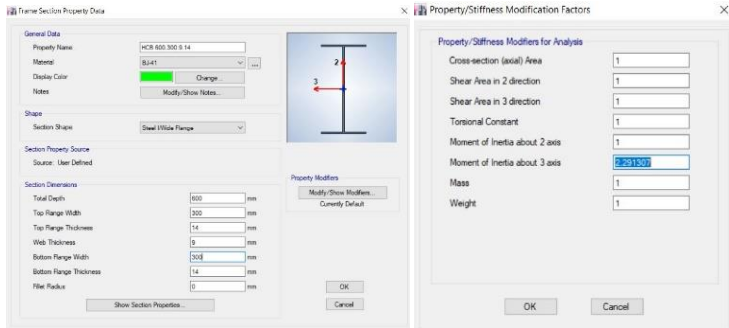 Frame Section Property Data
General Data
Property Name HCB 600.300.9.14
Material BJ-41 ...
Display Color Change...
Notes Modify/Show Notes...
Shape
Section Shape Steel I/Wide Flange
Section Property Source
Source: User Defined
Section Dimensions
Total Depth 600 mm
Top Flange Width 300 mm
Top Flange Thickness 14 mm
Web Thickness 9 mm
Bottom Flange Width 300 mm
Bottom Flange Thickness 14 mm
Fillet Radius 0 mm
Show Section Properties...
2
3
Property Modifiers
Modify/Show Modifiers...
Currently Default
OK
Cancel
Property/Stiffness Modification Factors
Property/Stiffness Modifiers for Analysis
Cross-section (axial) Area 1
Shear Area in 2 direction 1
Shear Area in 3 direction 1
Torsional Constant 1
Moment of Inertia about 2 axis 1
Moment of Inertia about 3 axis 2.291307
Mass 1
Weight 1
OK Cancel